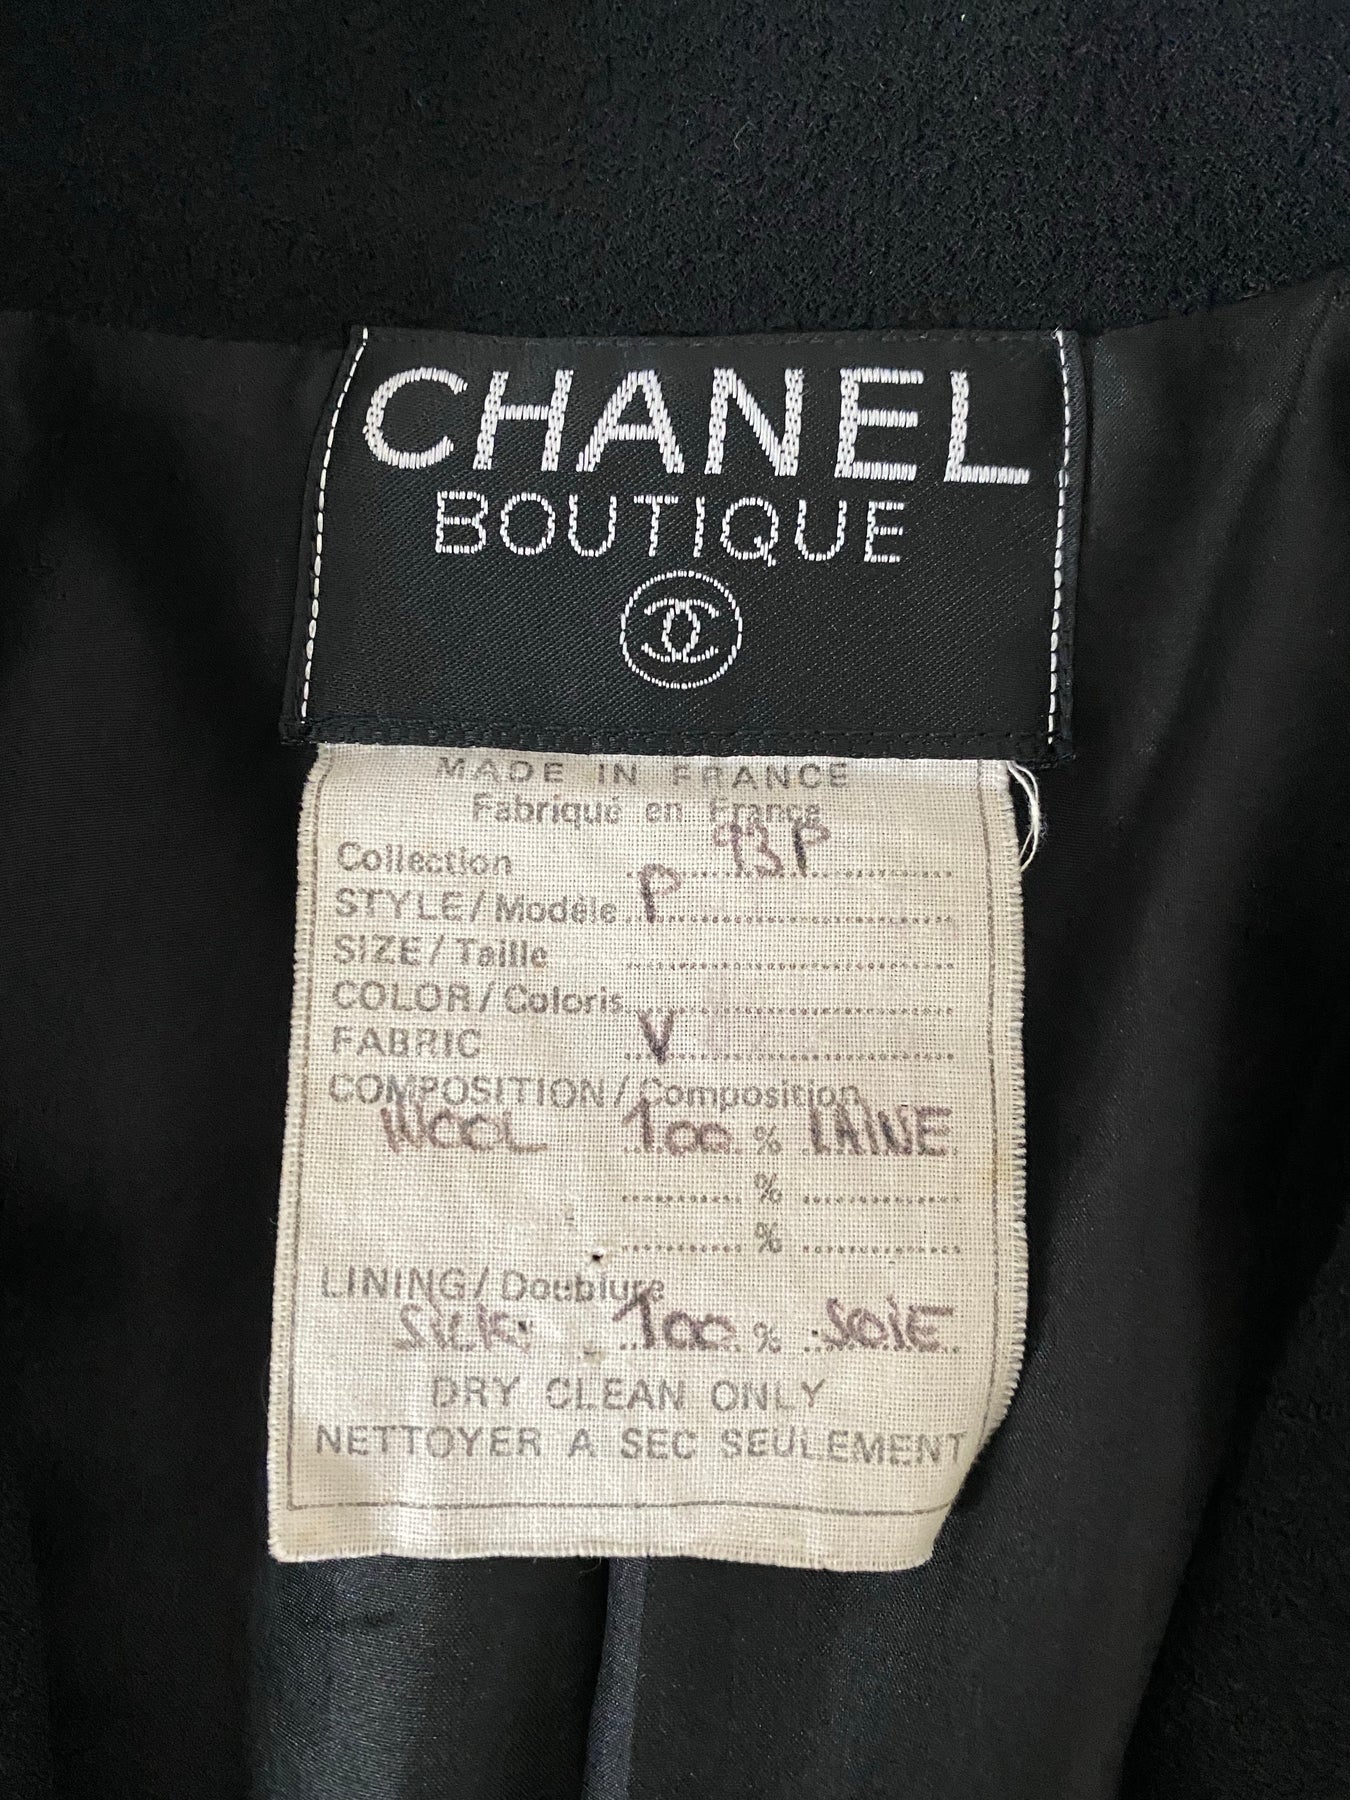 CHANEL
BOUTIQUE
MADE IN FRANCE
Fabriqué en France
Collection 93P
STYLE/Modèle P
SIZE/Taille
COLOR/Coloris
FABRIC V
COMPOSITION/Composition
WOOL 100 % LAINE
%
%
LINING/Doublure
SILK 100 % SOIE
DRY CLEAN ONLY
NETTOYER A SEC SEULEMENT